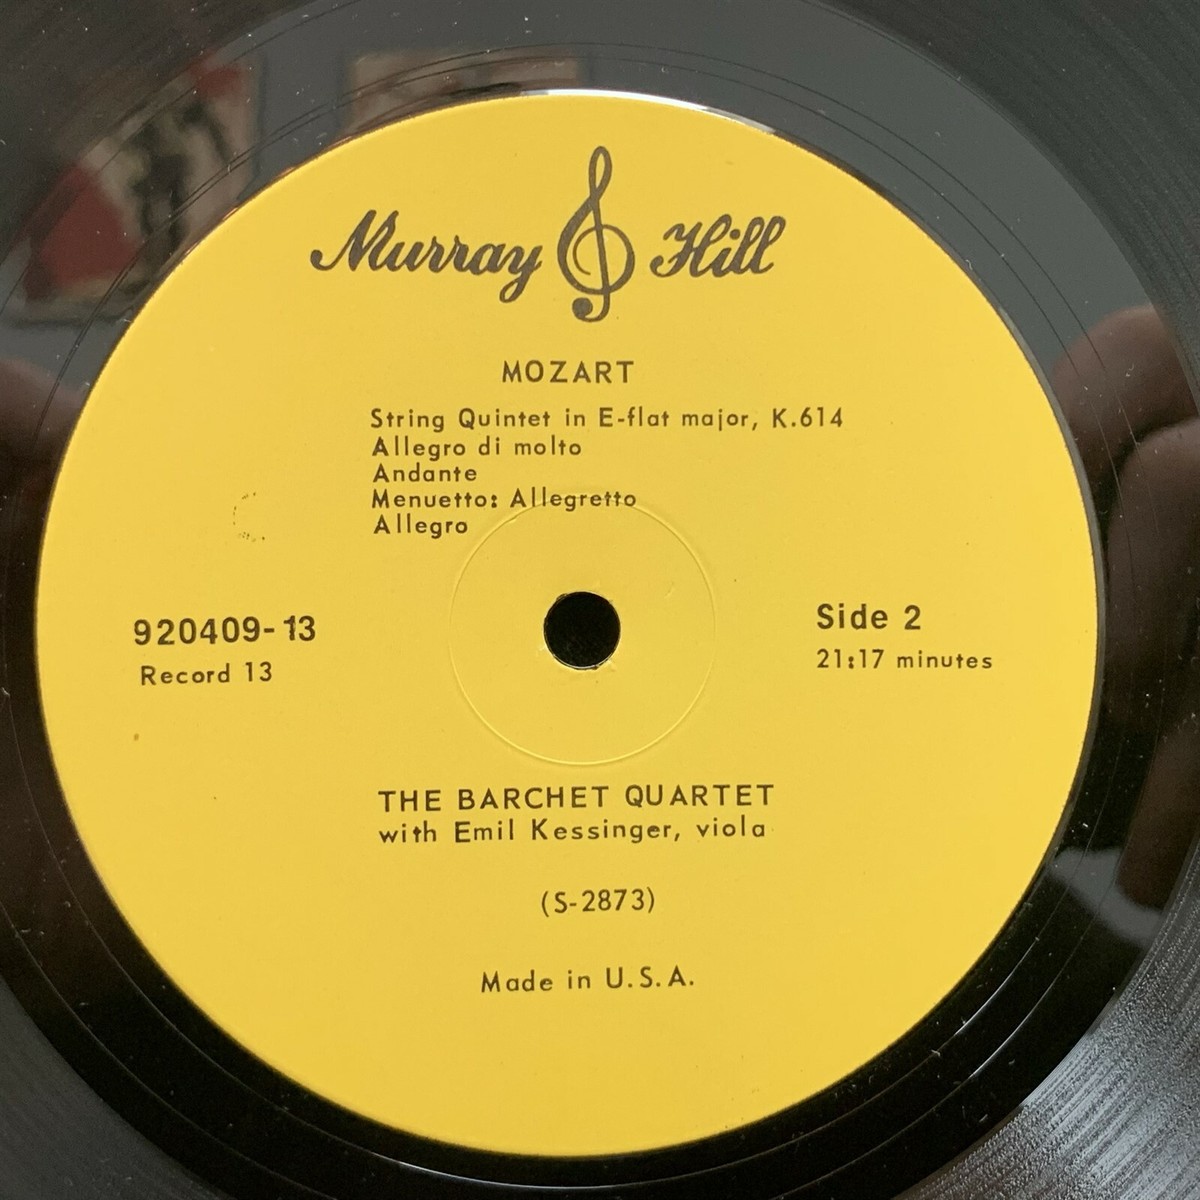 Murray Hill
MOZART
String Quintet in E-flat major, K.614
Allegro di molto
Andante
Menuetto: Allegretto
Allegro
920409-13
Record 13
Side 2
21:17 minutes
THE BARCHET QUARTET
with Emil Kessinger, viola
(S-2873)
Made in U.S.A.